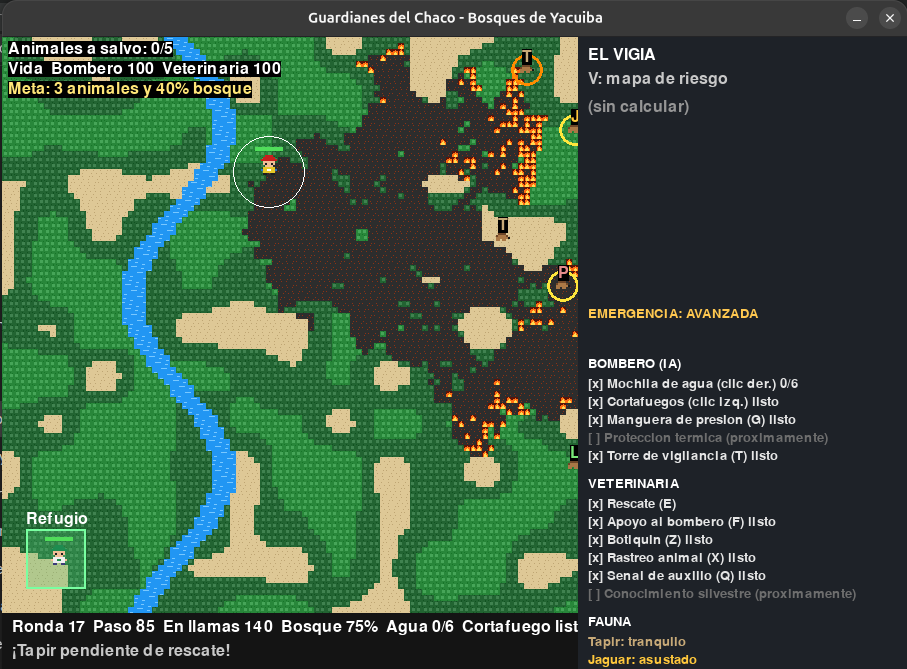 Guardianes del Chaco - Bosques de Yacuiba
Animales a salvo: 0/5
Vida Bombero 100 Veterinaria 100
Meta: 3 animales y 40% bosque
T
J
T
P
L
Refugio
Ronda 17 Paso 85 En llamas 140 Bosque 75% Agua 0/6 Cortafuego list
¡Tapir pendiente de rescate!
EL VIGIA
V: mapa de riesgo
(sin calcular)
EMERGENCIA: AVANZADA
BOMBERO (IA)
[x] Mochila de agua (clic der.) 0/6
[x] Cortafuegos (clic izq.) listo
[x] Manguera de presion (G) listo
[ ] Proteccion termica (proximamente)
[x] Torre de vigilancia (T) listo
VETERINARIA
[x] Rescate (E)
[x] Apoyo al bombero (F) listo
[x] Botiquin (Z) listo
[x] Rastreo animal (X) listo
[x] Senal de auxilio (Q) listo
[ ] Conocimiento silvestre (proximamente)
FAUNA
Tapir: tranquilo
Jaguar: asustado